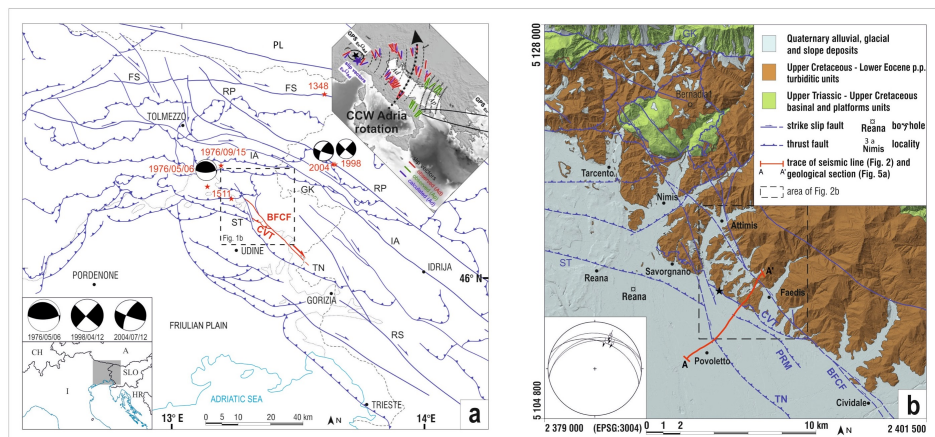 PL
FS
FS
1348
RP
TOLMEZZO
CCW Adria
rotation
1976/09/15
IA
1998
2004
1976/05/06
1511
GK
RP
BFCF
ST
CVT
Fig. 1b
IA
UDINE
TN
IDRIJA
46° N
PORDENONE
GORIZIA
RS
FRIULIAN PLAIN
1976/05/06
1998/04/12
2004/07/12
CH
A
SLO
I
HR
ADRIATIC SEA
TRIESTE
13° E
0 5 10 20 30 40 km
N
14° E
a
b
5 128 000
GK
Bernadia
Tarcento
Nimis
Attimis
ST
Savorgnano
Reana
Reana
A'
Faedis
CVT
Povoletto
A
PRM
BFCF
TN
Cividale
5 104 800
b
2 379 000 (EPSG:3004)
0 1 2
10 km
N
2 401 500
Quaternary alluvial, glacial
and slope deposits
Upper Cretaceous - Lower Eocene p.p.
turbiditic units
Upper Triassic - Upper Cretaceous
basinal and platforms units
strike slip fault
Reana
borehole
thrust fault
3 a
Nimis
locality
trace of seismic line (Fig. 2) and
A A'
geological section (Fig. 5a)
area of Fig. 2b